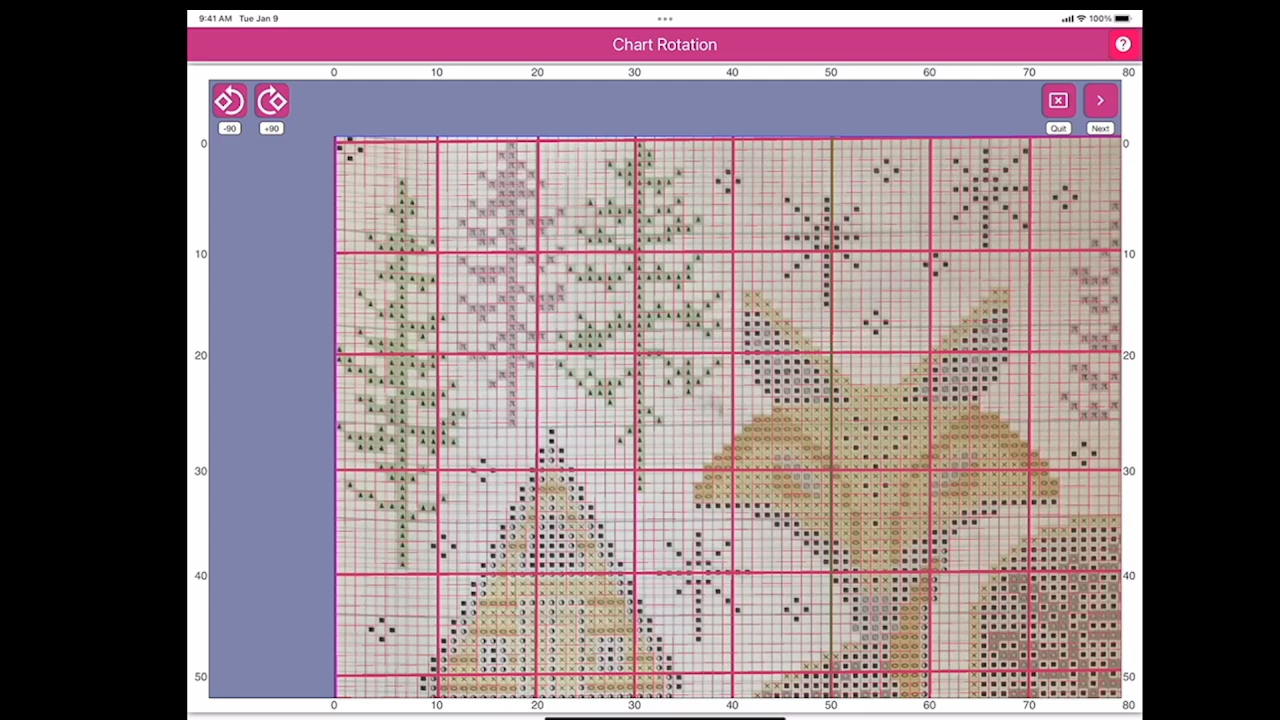 9:41 AM Tue Jan 9
100%
Chart Rotation
?
0 10 20 30 40 50 60 70 80
-90 +90 Quit Next
0 0
10 10
20 20
30 30
40 40
50 50
0 10 20 30 40 50 60 70 80